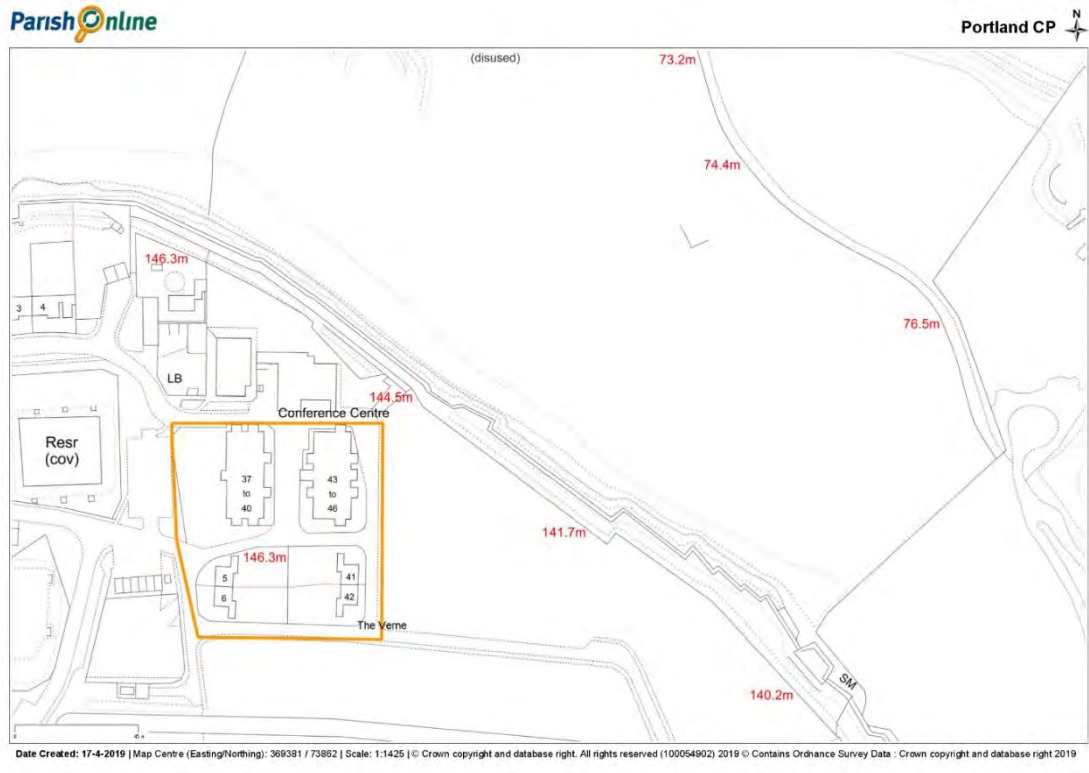 Parish Online
Portland CP
N
(disused)
73.2m
74.4m
146.3m
3
4
76.5m
LB
144.5m
Conference Centre
Resr
(cov)
37
to
40
43
to
46
141.7m
146.3m
5
6
41
42
The Verne
SM
140.2m
Date Created: 17-4-2019 | Map Centre (Easting/Northing): 369381 / 73862 | Scale: 1:1425 | © Crown copyright and database right. All rights reserved (100054902) 2019 © Contains Ordnance Survey Data : Crown copyright and database right 2019